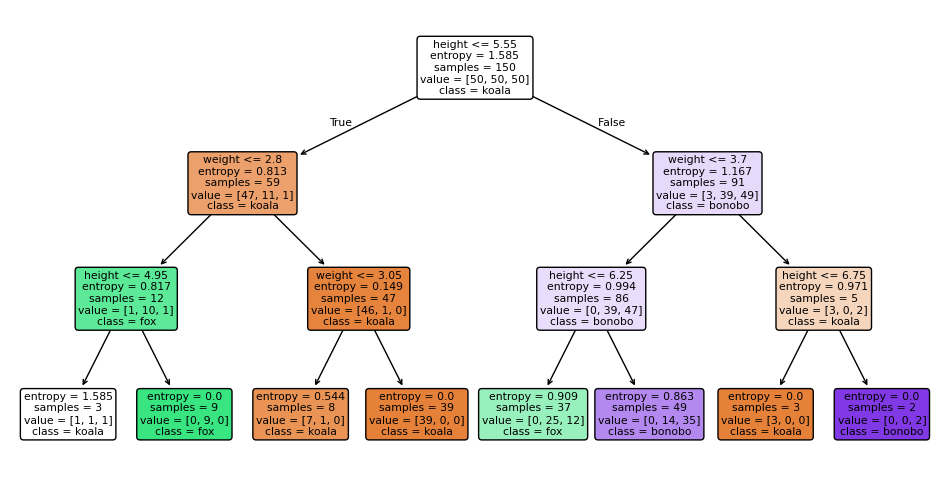 height <= 5.55
entropy = 1.585
samples = 150
value = [50, 50, 50]
class = koala
True
False
weight <= 2.8
entropy = 0.813
samples = 59
value = [47, 11, 1]
class = koala
weight <= 3.7
entropy = 1.167
samples = 91
value = [3, 39, 49]
class = bonobo
height <= 4.95
entropy = 0.817
samples = 12
value = [1, 10, 1]
class = fox
weight <= 3.05
entropy = 0.149
samples = 47
value = [46, 1, 0]
class = koala
height <= 6.25
entropy = 0.994
samples = 86
value = [0, 39, 47]
class = bonobo
height <= 6.75
entropy = 0.971
samples = 5
value = [3, 0, 2]
class = koala
entropy = 1.585
samples = 3
value = [1, 1, 1]
class = koala
entropy = 0.0
samples = 9
value = [0, 9, 0]
class = fox
entropy = 0.544
samples = 8
value = [7, 1, 0]
class = koala
entropy = 0.0
samples = 39
value = [39, 0, 0]
class = koala
entropy = 0.909
samples = 37
value = [0, 25, 12]
class = fox
entropy = 0.863
samples = 49
value = [0, 14, 35]
class = bonobo
entropy = 0.0
samples = 3
value = [3, 0, 0]
class = koala
entropy = 0.0
samples = 2
value = [0, 0, 2]
class = bonobo